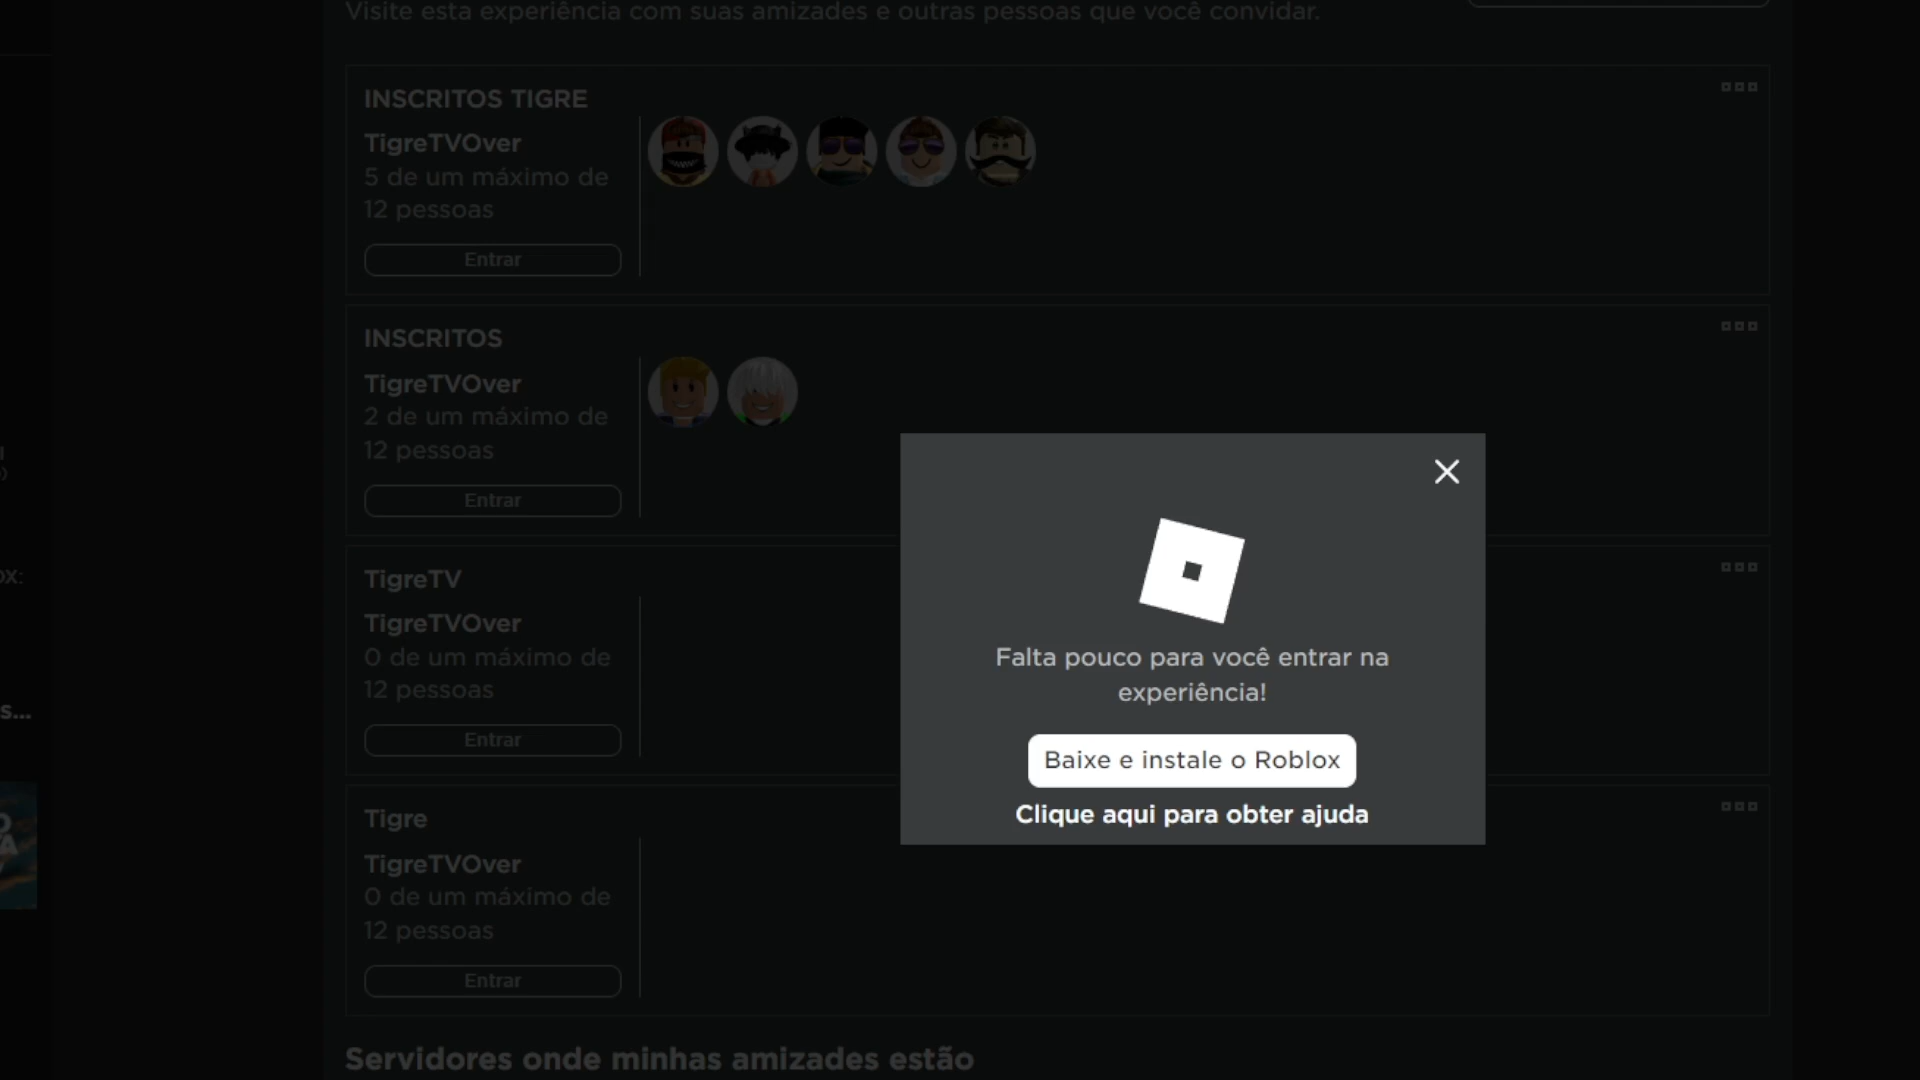 Visite esta experiência com suas amizades e outras pessoas que você convidar.
INSCRITOS TIGRE
TigreTVOver
5 de um máximo de
12 pessoas
Entrar
INSCRITOS
TigreTVOver
2 de um máximo de
12 pessoas
Entrar
TigreTV
TigreTVOver
0 de um máximo de
12 pessoas
Entrar
Tigre
TigreTVOver
0 de um máximo de
12 pessoas
Entrar
Servidores onde minhas amizades estão
Falta pouco para você entrar na
experiência!
Baixe e instale o Roblox
Clique aqui para obter ajuda